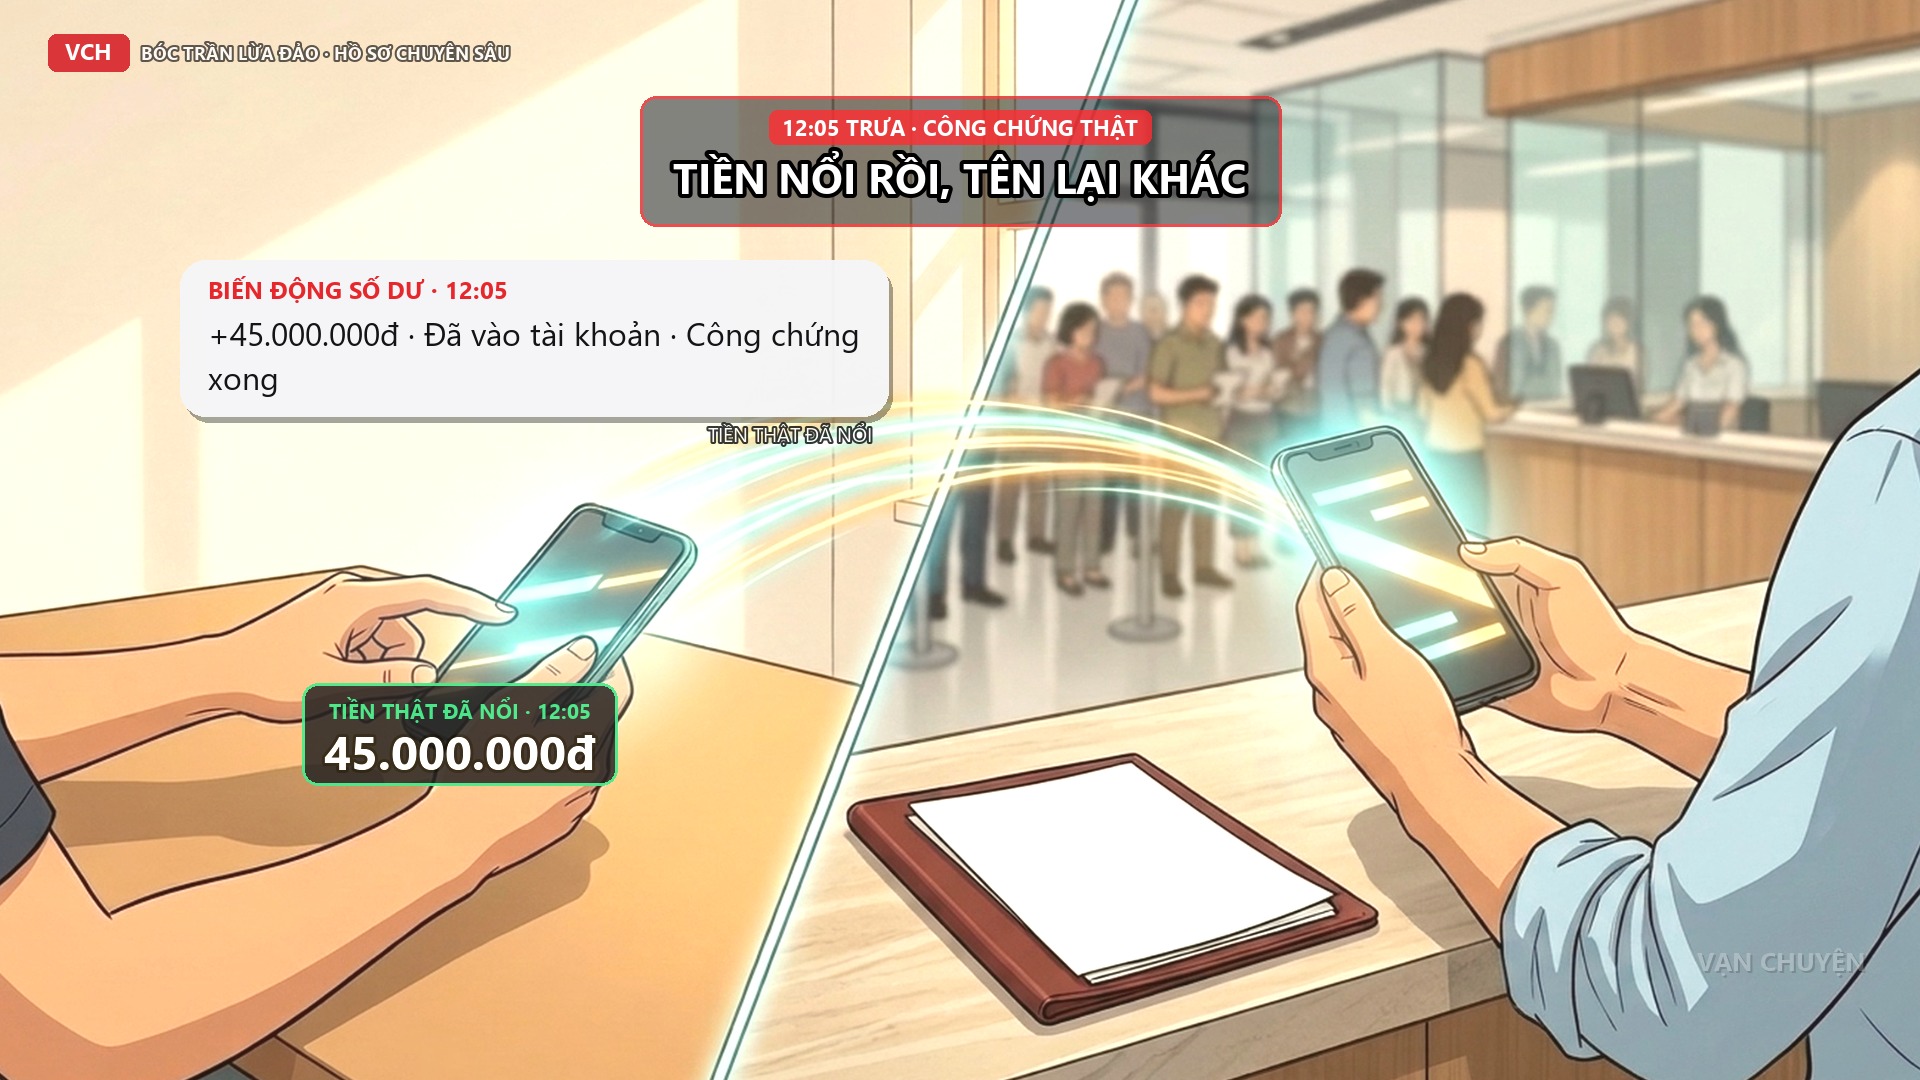 VCH BÓC TRẦN LỪA ĐẢO · HỒ SƠ CHUYÊN SÂU
12:05 TRƯA · CÔNG CHỨNG THẬT
TIỀN NỔI RỒI, TÊN LẠI KHÁC
BIẾN ĐỘNG SỐ DƯ · 12:05
+45.000.000đ · Đã vào tài khoản · Công chứng
xong
TIỀN THẬT ĐÃ NỔI
TIỀN THẬT ĐÃ NỔI · 12:05
45.000.000đ
VẠN CHUYỆN